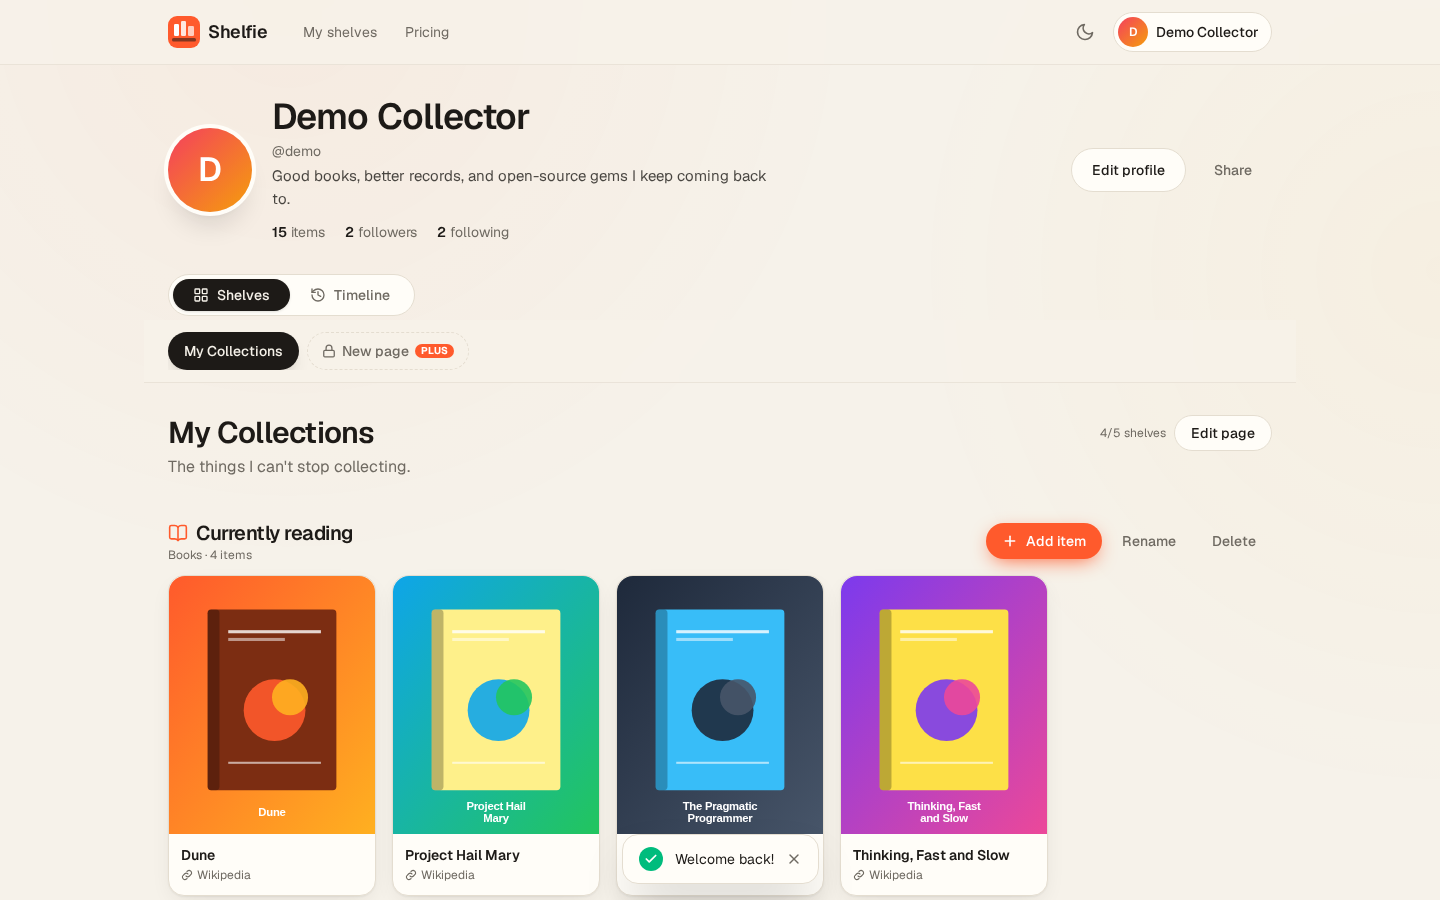 Shelfie
My shelves
Pricing
D
Demo Collector
D
Demo Collector
@demo
Good books, better records, and open-source gems I keep coming back
to.
15 items
2 followers
2 following
Edit profile
Share
Shelves
Timeline
My Collections
New page PLUS
My Collections
The things I can't stop collecting.
4/5 shelves
Edit page
Currently reading
Books · 4 items
Add item
Rename
Delete
Dune
Project Hail
Mary
The Pragmatic
Programmer
Thinking, Fast
and Slow
Dune
Wikipedia
Project Hail Mary
Wikipedia
Welcome back!
Thinking, Fast and Slow
Wikipedia